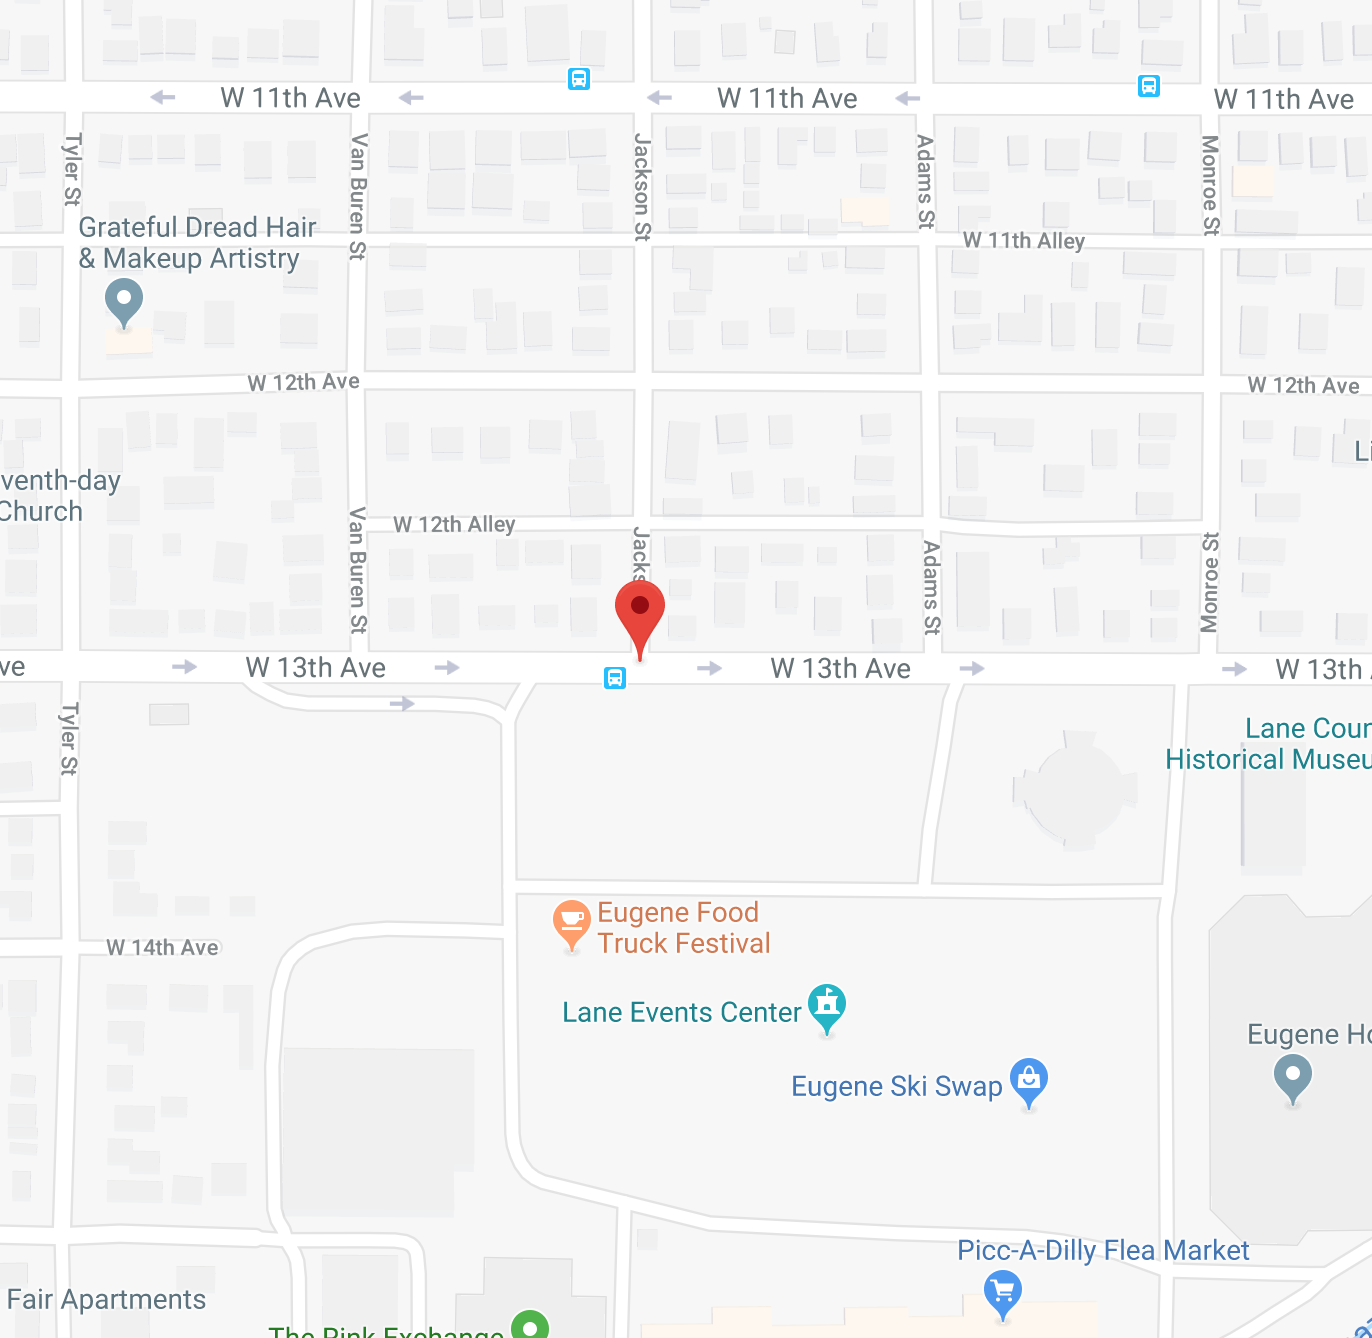 W 11th Ave
W 11th Ave
W 11th Ave
Tyler St
Van Buren St
Jackson St
Adams St
Monroe St
Grateful Dread Hair
& Makeup Artistry
W 11th Alley
W 12th Ave
W 12th Ave
Li
venth-day
Church
W 12th Alley
Van Buren St
Jacks
Adams St
Monroe St
ve
W 13th Ave
W 13th Ave
W 13th
Tyler St
Lane Coun
Historical Museu
Eugene Food
Truck Festival
W 14th Ave
Lane Events Center
Eugene Ho
Eugene Ski Swap
Picc-A-Dilly Flea Market
Fair Apartments
The Pink Exchange